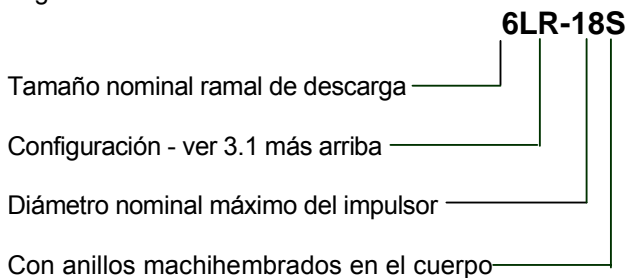 6LR-18S
Tamaño nominal ramal de descarga
Configuración - ver 3.1 más arriba
Diámetro nominal máximo del impulsor
Con anillos machihembrados en el cuerpo